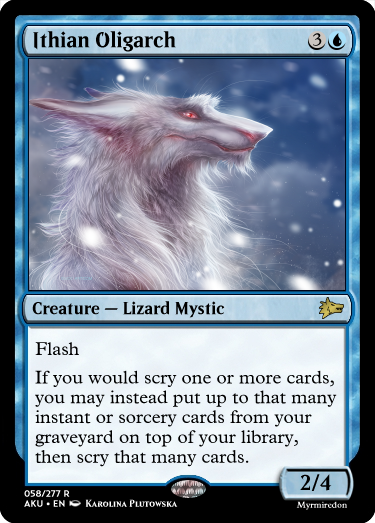 Ithian Oligarch 3
Creature — Lizard Mystic
Flash
If you would scry one or more cards,
you may instead put up to that many
instant or sorcery cards from your
graveyard on top of your library,
then scry that many cards.
2/4
058/277 R
AKU • EN Karolina Plutowska
Myrmiredon